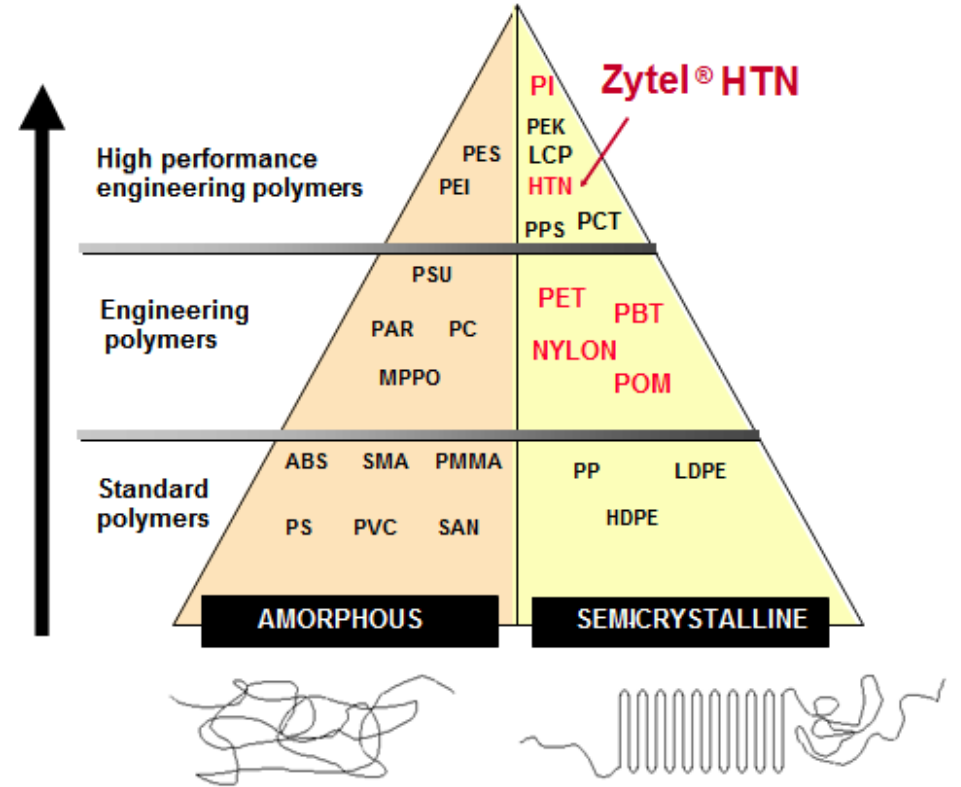 Zytel® HTN
PI
PEK
LCP
HTN
PPS PCT
High performance
engineering polymers
PES
PEI
Engineering
polymers
PSU
PAR PC
MPPO
PET
PBT
NYLON
POM
Standard
polymers
ABS SMA PMMA
PS PVC SAN
PP LDPE
HDPE
AMORPHOUS
SEMICRYSTALLINE